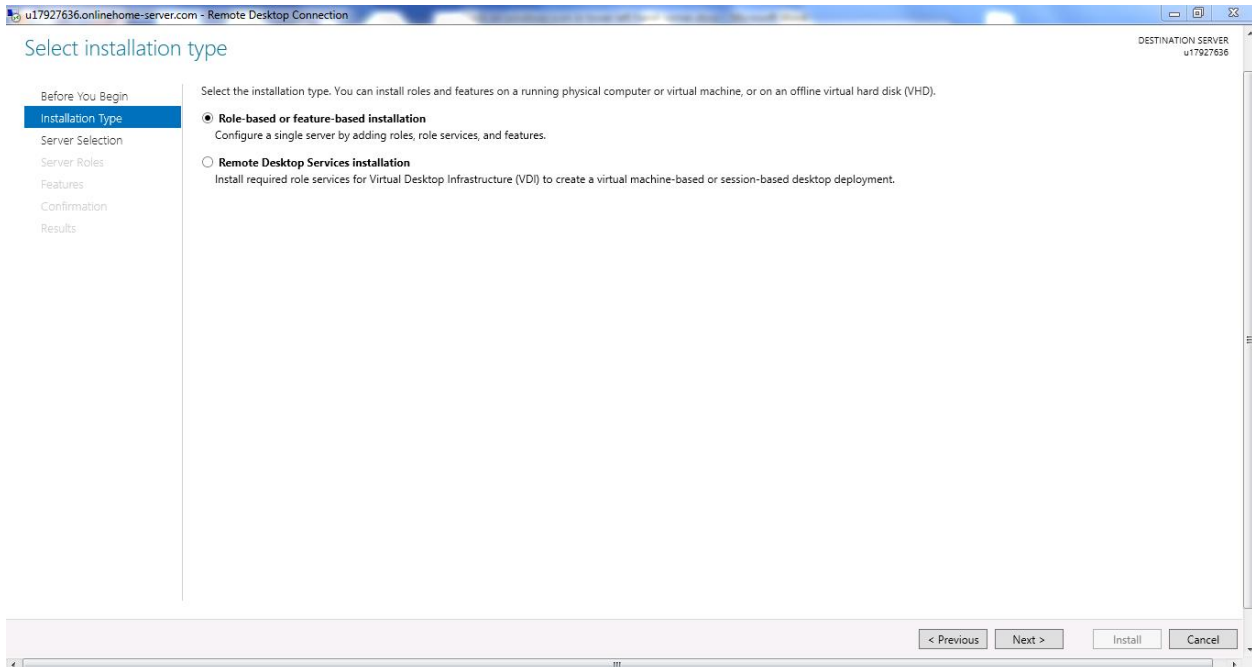 u17927636.onlinehome-server.com - Remote Desktop Connection
Select installation type
DESTINATION SERVER
u17927636
Before You Begin
Installation Type
Server Selection
Server Roles
Features
Confirmation
Results
Select the installation type. You can install roles and features on a running physical computer or virtual machine, or on an offline virtual hard disk (VHD).
Role-based or feature-based installation
Configure a single server by adding roles, role services, and features.
Remote Desktop Services installation
Install required role services for Virtual Desktop Infrastructure (VDI) to create a virtual machine-based or session-based desktop deployment.
< Previous
Next >
Install
Cancel